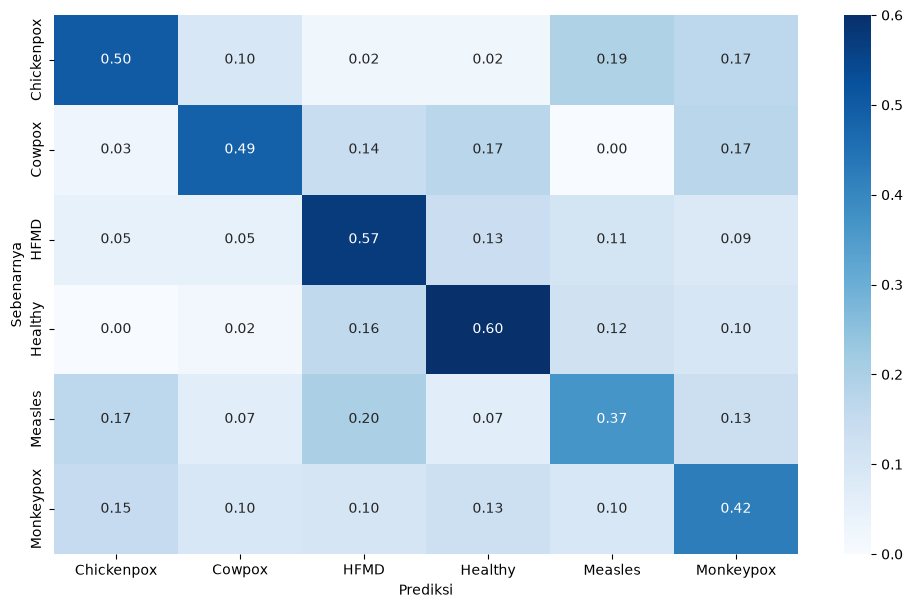 Sebenarnya
Chickenpox 0.50 0.10 0.02 0.02 0.19 0.17
Cowpox 0.03 0.49 0.14 0.17 0.00 0.17
HFMD 0.05 0.05 0.57 0.13 0.11 0.09
Healthy 0.00 0.02 0.16 0.60 0.12 0.10
Measles 0.17 0.07 0.20 0.07 0.37 0.13
Monkeypox 0.15 0.10 0.10 0.13 0.10 0.42
Chickenpox Cowpox HFMD Healthy Measles Monkeypox
Prediksi
0.6
0.5
0.4
0.3
0.2
0.1
0.0